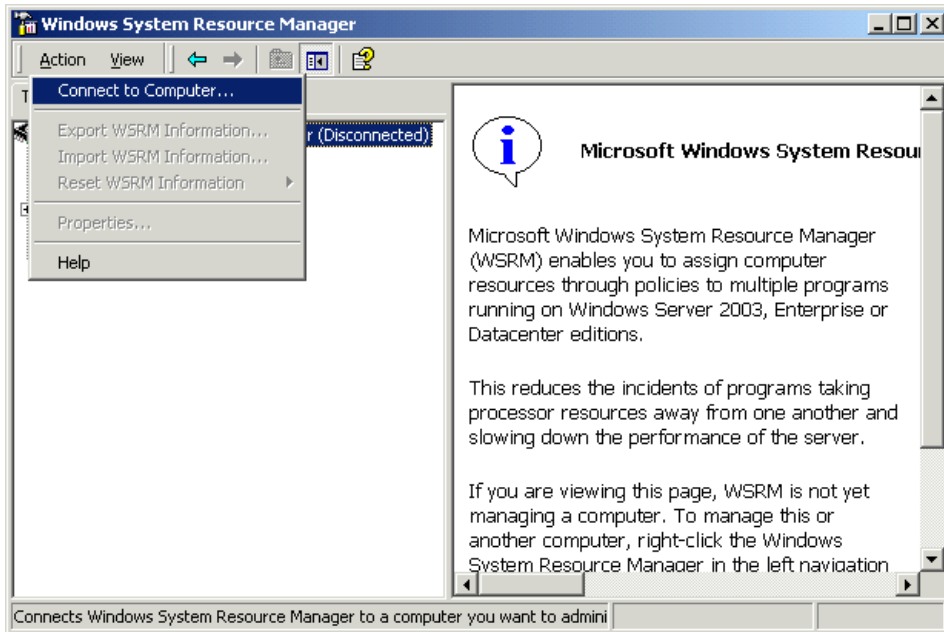 Windows System Resource Manager
Action View
Connect to Computer...
Export WSRM Information...
Import WSRM Information...
Reset WSRM Information
Properties...
Help
T
r (Disconnected)
Microsoft Windows System Resou
Microsoft Windows System Resource Manager
(WSRM) enables you to assign computer
resources through policies to multiple programs
running on Windows Server 2003, Enterprise or
Datacenter editions.
This reduces the incidents of programs taking
processor resources away from one another and
slowing down the performance of the server.
If you are viewing this page, WSRM is not yet
managing a computer. To manage this or
another computer, right-click the Windows
System Resource Manager in the left navigation
Connects Windows System Resource Manager to a computer you want to admini